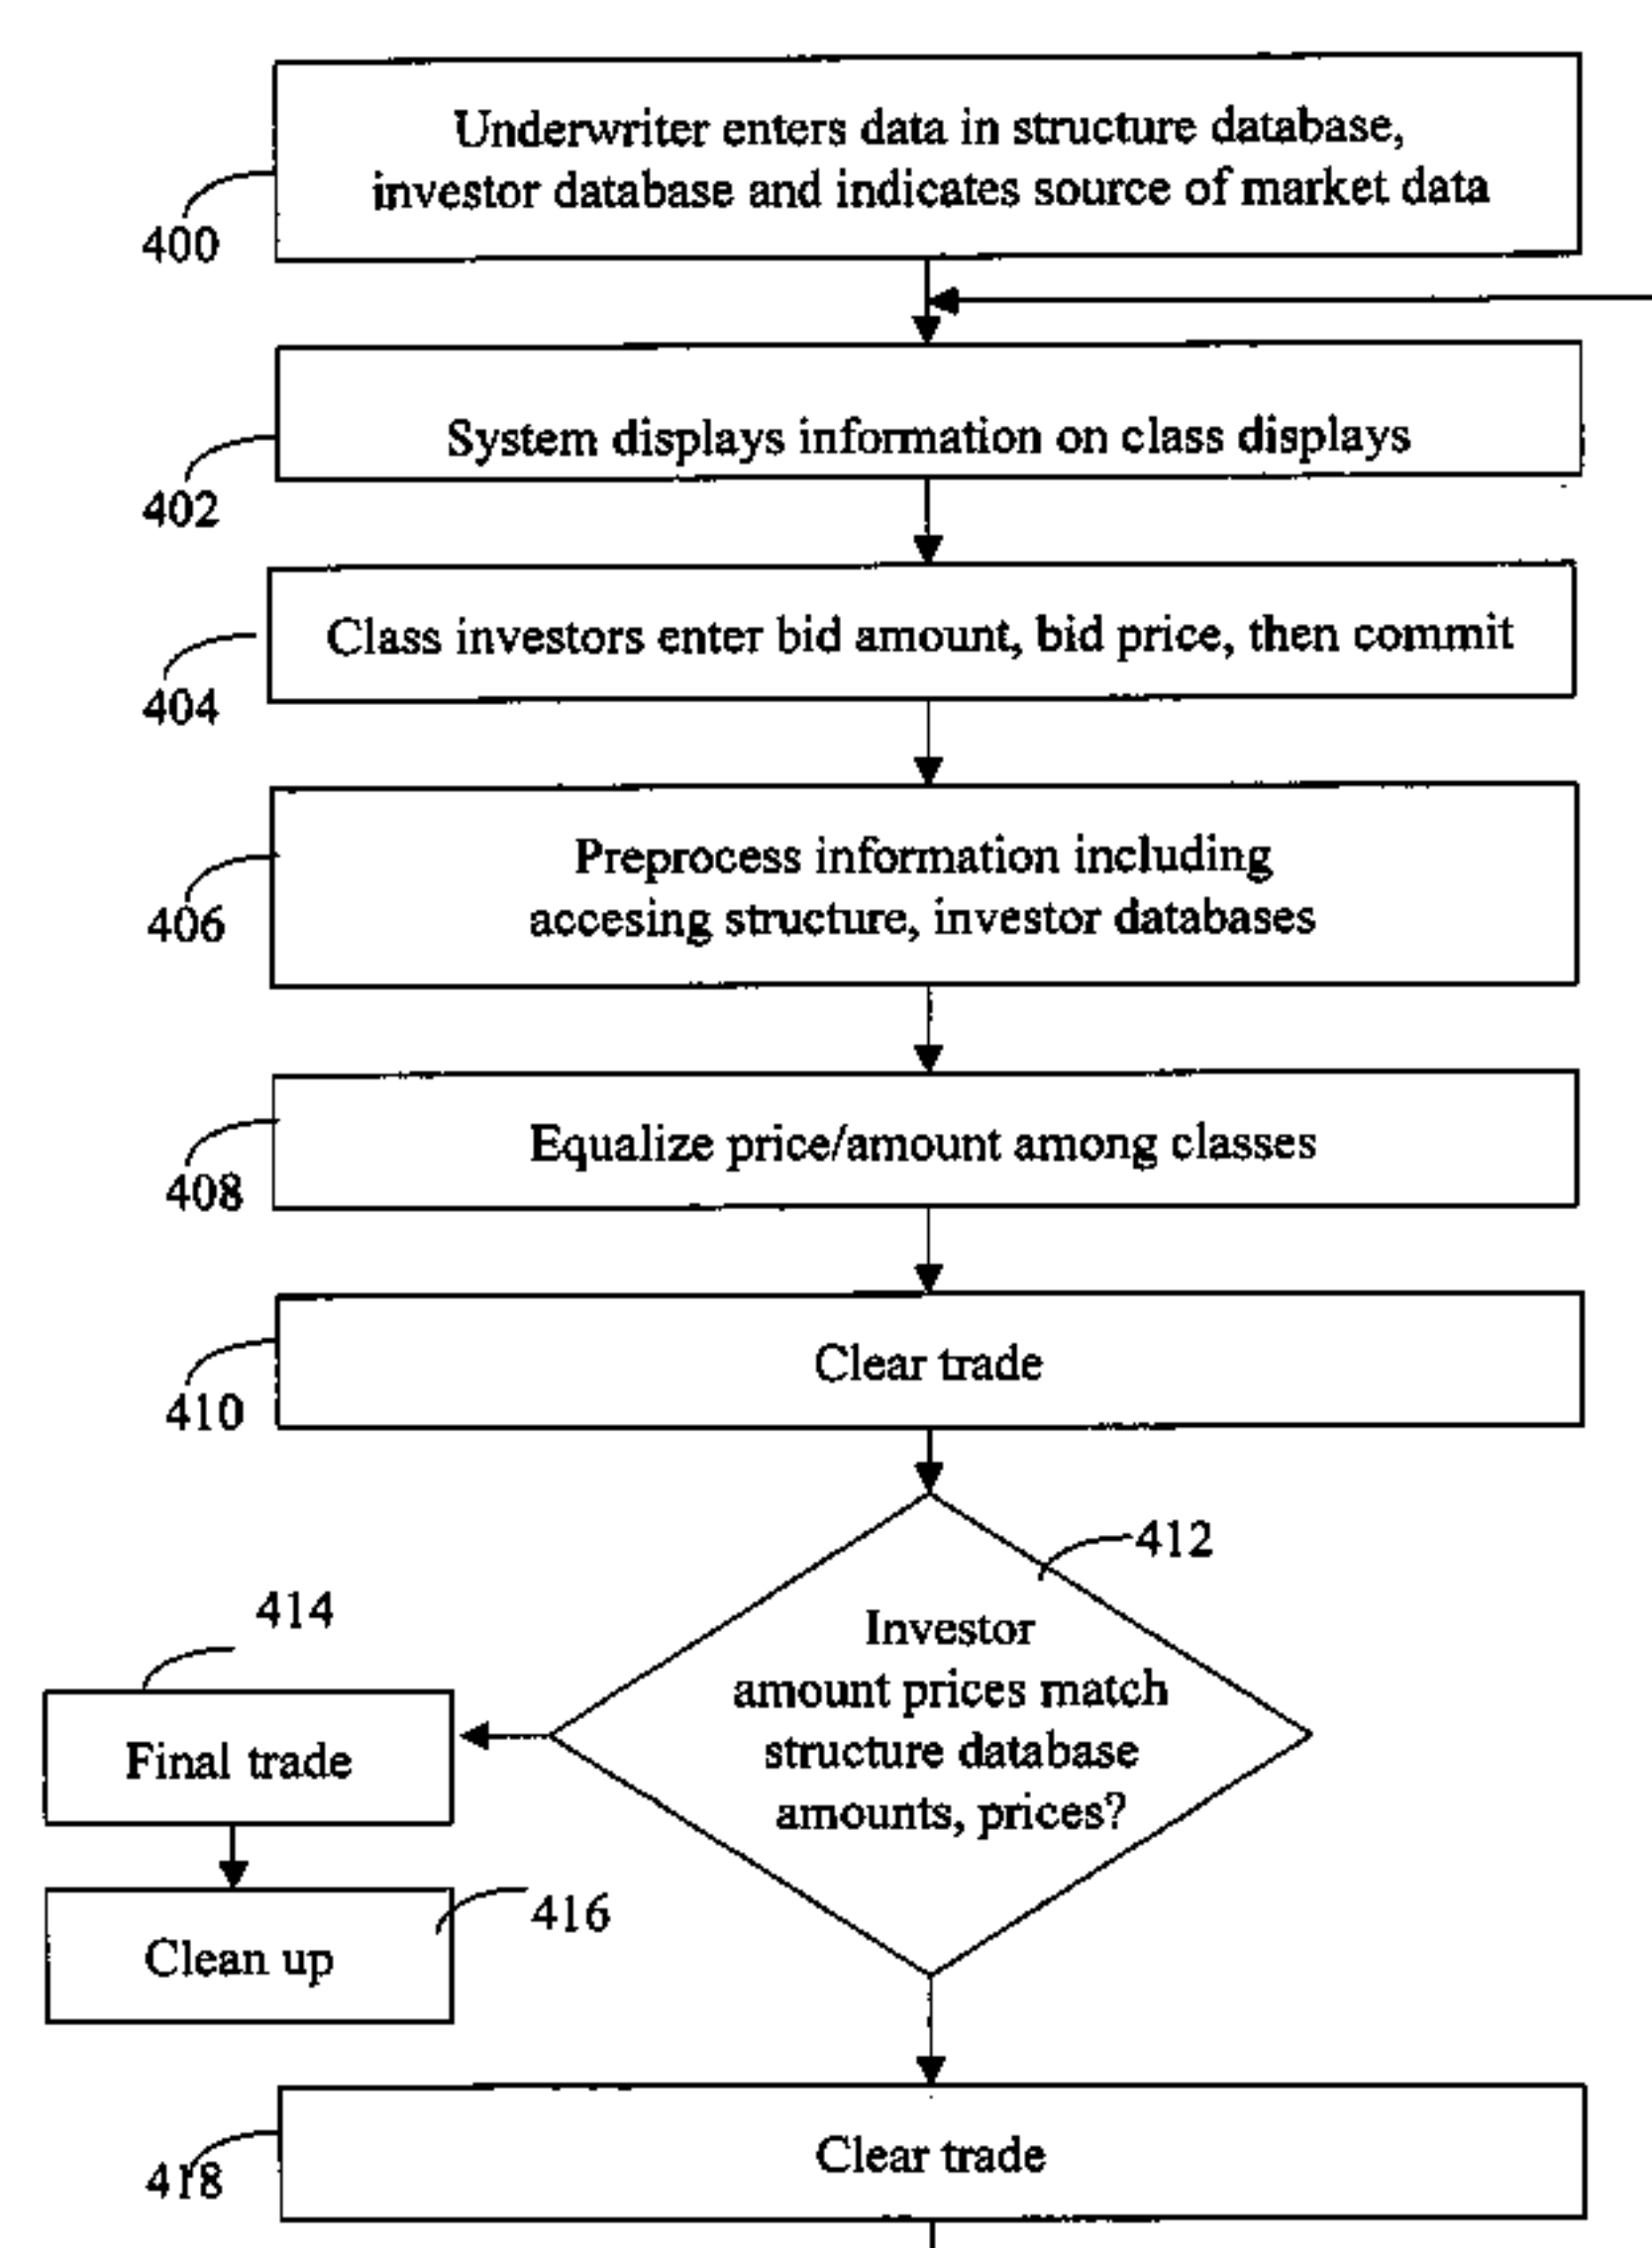 Underwriter enters data in structure database,
investor database and indicates source of market data
400
System displays information on class displays
402
Class investors enter bid amount, bid price, then commit
404
Preprocess information including
accesing structure, investor databases
406
Equalize price/amount among classes
408
Clear trade
410
412
Investor
amount prices match
structure database
amounts, prices?
414
Final trade
416
Clean up
Clear trade
418